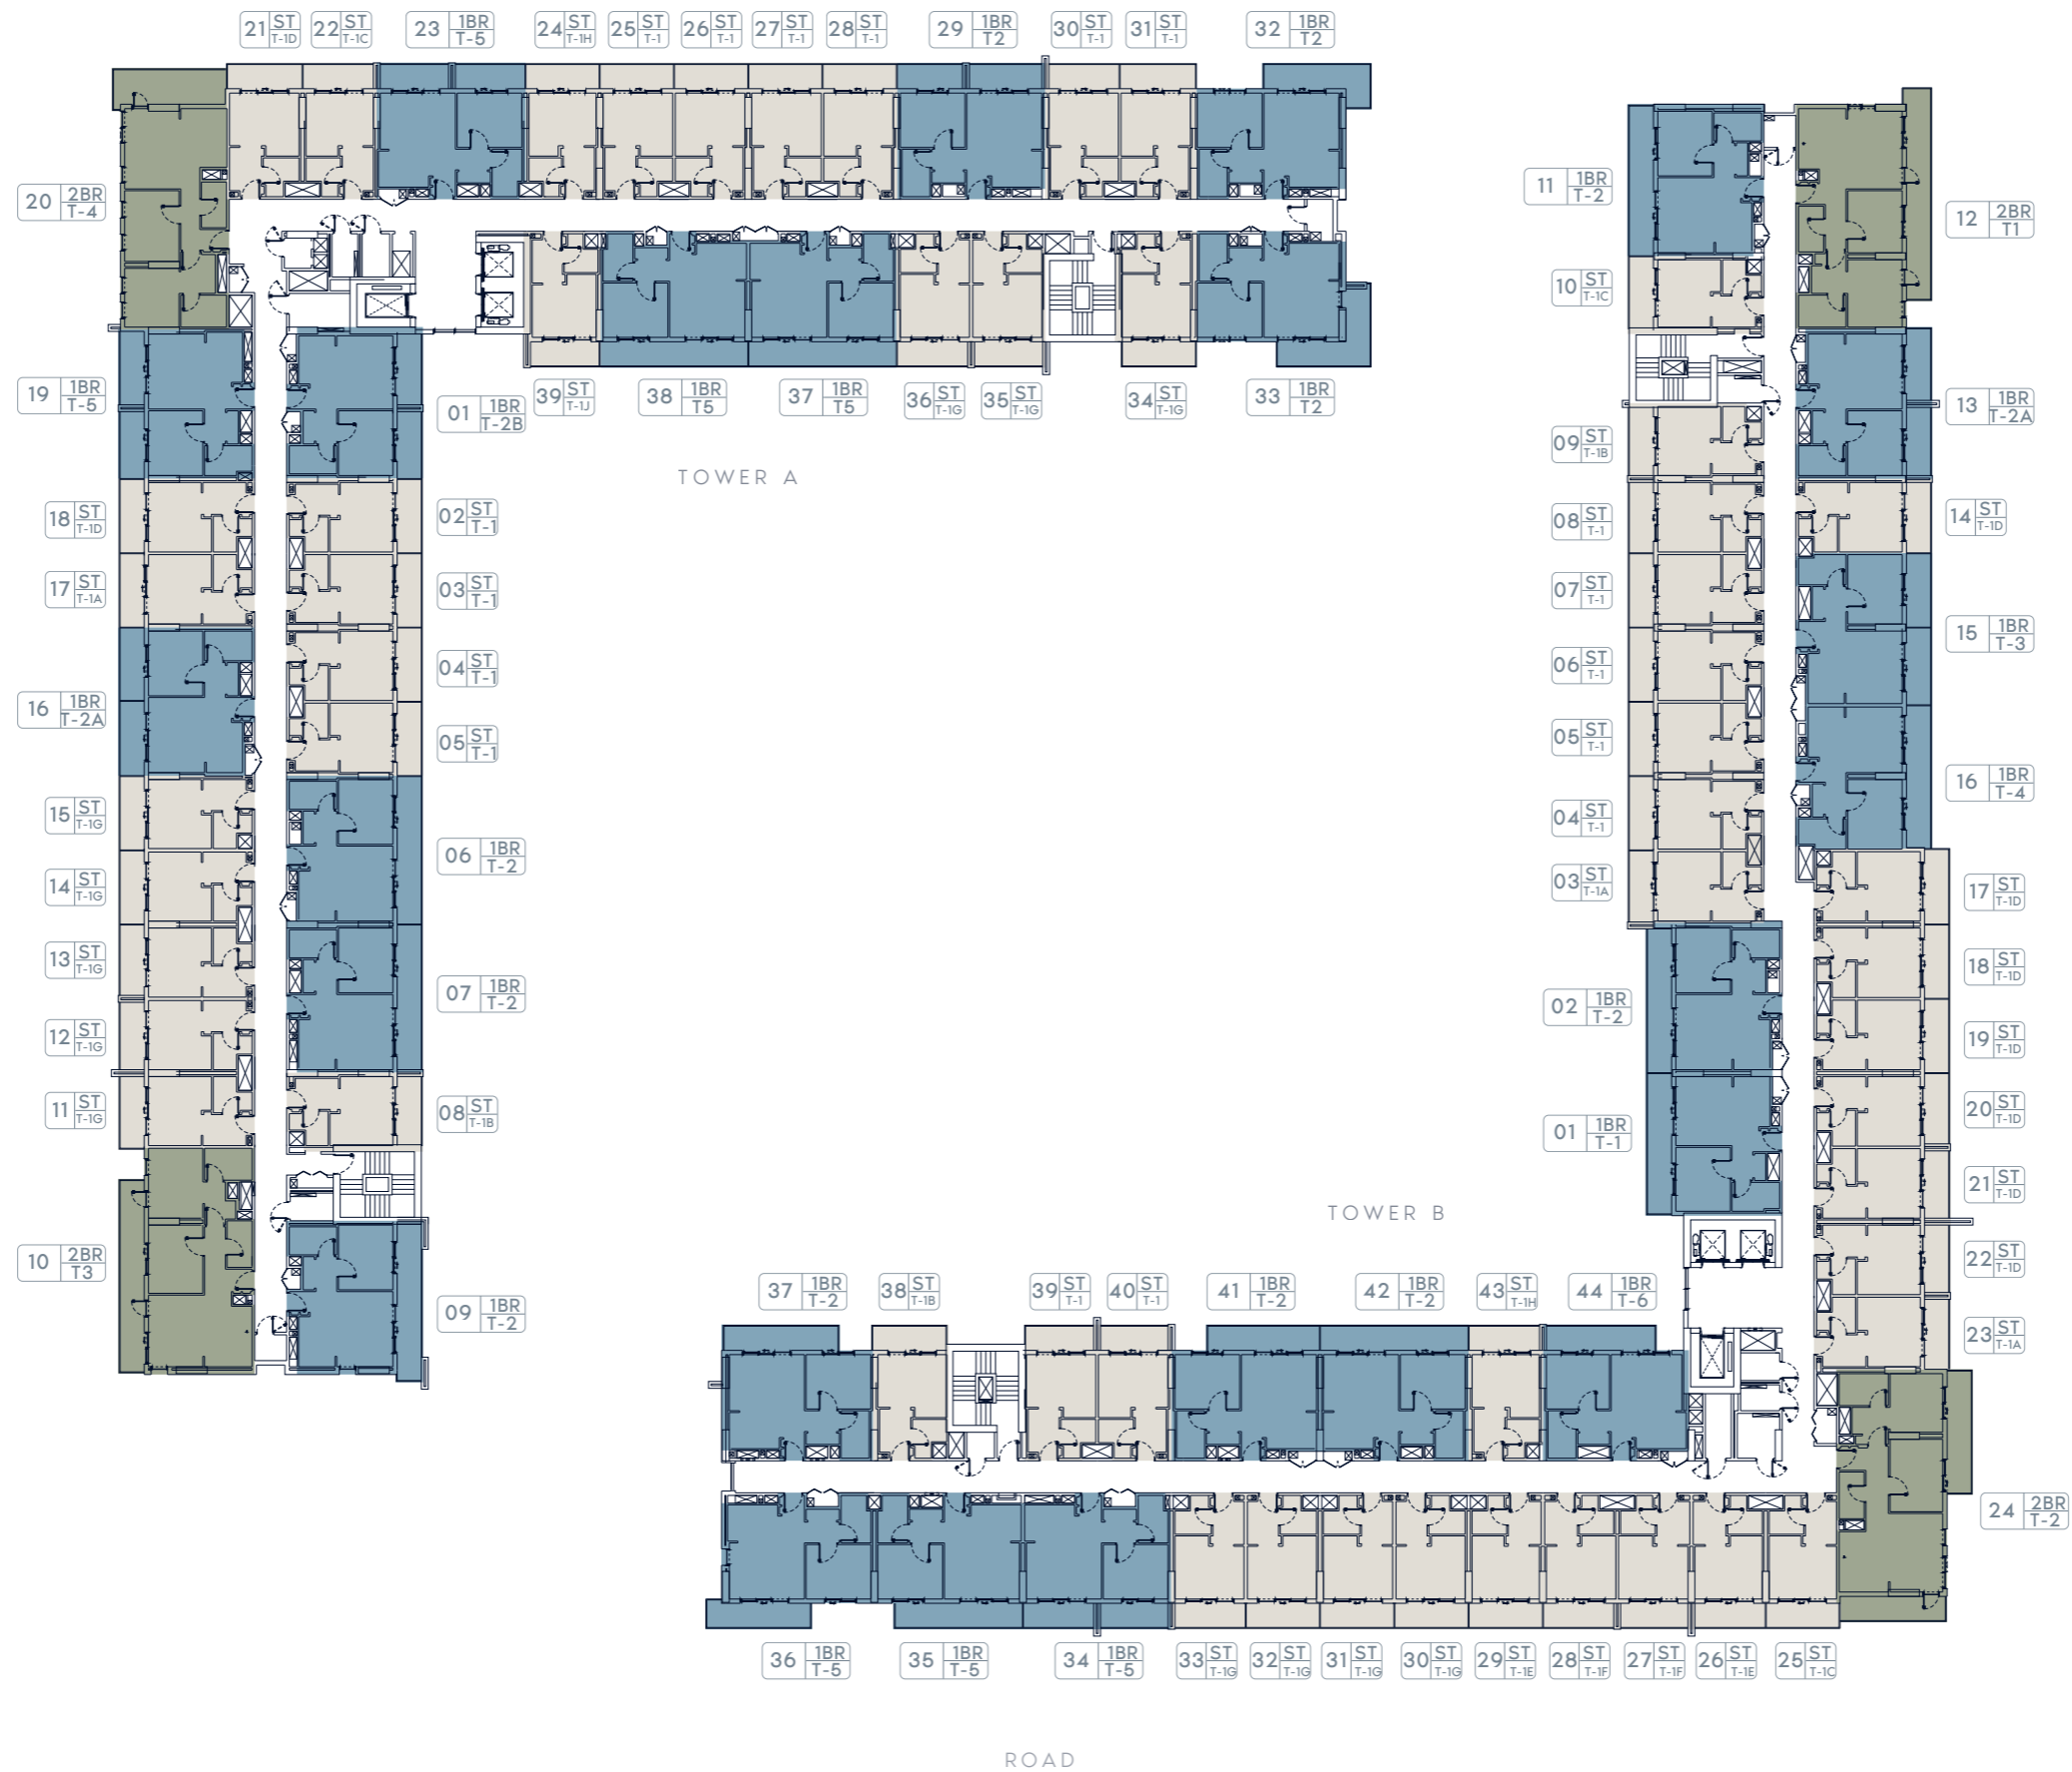 21 ST T-1D
22 ST T-1C
23 1BR T-5
24 ST T-1H
25 ST T-1
26 ST T-1
27 ST T-1
28 ST T-1
29 1BR T2
30 ST T-1
31 ST T-1
32 1BR T2
20 2BR T-4
19 1BR T-5
01 1BR T-2B
39 ST T-1J
38 1BR T5
37 1BR T5
36 ST T-1G
35 ST T-1G
34 ST T-1G
33 1BR T2
TOWER A
18 ST T-1D
02 ST T-1
17 ST T-1A
03 ST T-1
04 ST T-1
16 1BR T-2A
05 ST T-1
15 ST T-1G
06 1BR T-2
14 ST T-1G
13 ST T-1G
07 1BR T-2
12 ST T-1G
11 ST T-1G
08 ST T-1B
10 2BR T3
09 1BR T-2
11 1BR T-2
12 2BR T1
10 ST T-1C
13 1BR T-2A
09 ST T-1B
08 ST T-1
14 ST T-1D
07 ST T-1
15 1BR T-3
06 ST T-1
05 ST T-1
16 1BR T-4
04 ST T-1
03 ST T-1A
17 ST T-1D
18 ST T-1D
02 1BR T-2
19 ST T-1D
20 ST T-1D
01 1BR T-1
21 ST T-1D
TOWER B
22 ST T-1D
23 ST T-1A
37 1BR T-2
38 ST T-1B
39 ST T-1
40 ST T-1
41 1BR T-2
42 1BR T-2
43 ST T-1H
44 1BR T-6
24 2BR T-2
36 1BR T-5
35 1BR T-5
34 1BR T-5
33 ST T-1G
32 ST T-1G
31 ST T-1G
30 ST T-1G
29 ST T-1E
28 ST T-1F
27 ST T-1F
26 ST T-1E
25 ST T-1C
ROAD